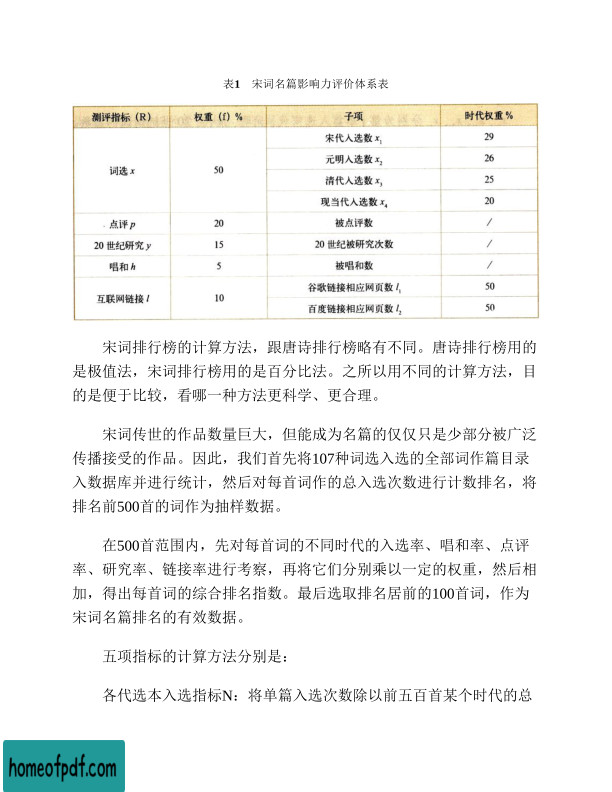 表1 宋词名篇影响力评价体系表
测评指标（R） 权重（f）% 子项 时代权重 %
词选 x 50 宋代入选数 x₁ 29
元明入选数 x₂ 26
清代入选数 x₃ 25
现当代入选数 x₄ 20
点评 p 20 被点评数 /
20 世纪研究 y 15 20 世纪被研究次数 /
唱和 h 5 被唱和数 /
互联网链接 l 10 谷歌链接相应网页数 l₁ 50
百度链接相应网页数 l₂ 50
宋词排行榜的计算方法，跟唐诗排行榜略有不同。唐诗排行榜用的
是极值法，宋词排行榜用的是百分比法。之所以用不同的计算方法，目
的是便于比较，看哪一种方法更科学、更合理。
宋词传世的作品数量巨大，但能成为名篇的仅仅只是少部分被广泛
传播接受的作品。因此，我们首先将107种词选入选的全部词作篇目录
入数据库并进行统计，然后对每首词作的总入选次数进行计数排名，将
排名前500首的词作为抽样数据。
在500首范围内，先对每首词的不同时代的入选率、唱和率、点评
率、研究率、链接率进行考察，再将它们分别乘以一定的权重，然后相
加，得出每首词的综合排名指数。最后选取排名居前的100首词，作为
宋词名篇排名的有效数据。
五项指标的计算方法分别是：
各代选本入选指标N：将单篇入选次数除以前五百首某个时代的总
homeofpdf.com